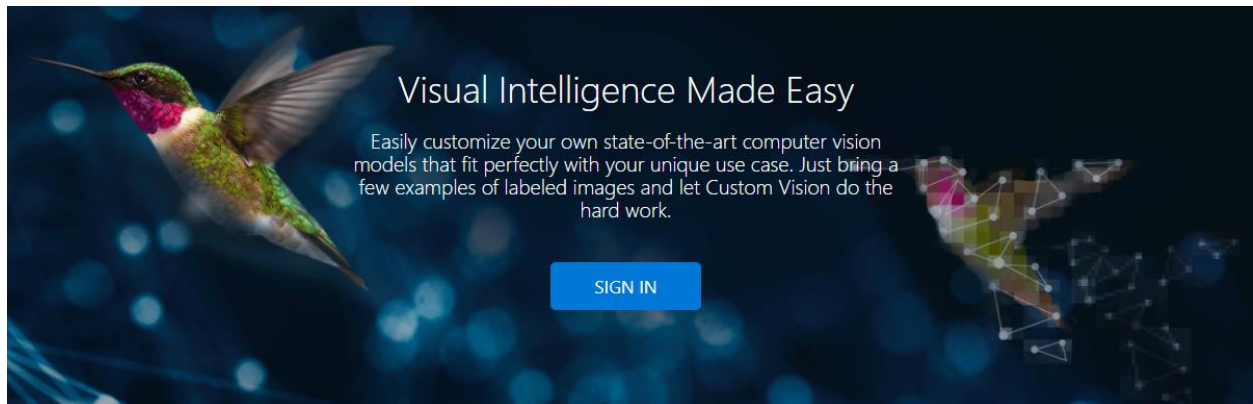 Visual Intelligence Made Easy
Easily customize your own state-of-the-art computer vision
models that fit perfectly with your unique use case. Just bring a
few examples of labeled images and let Custom Vision do the
hard work.
SIGN IN